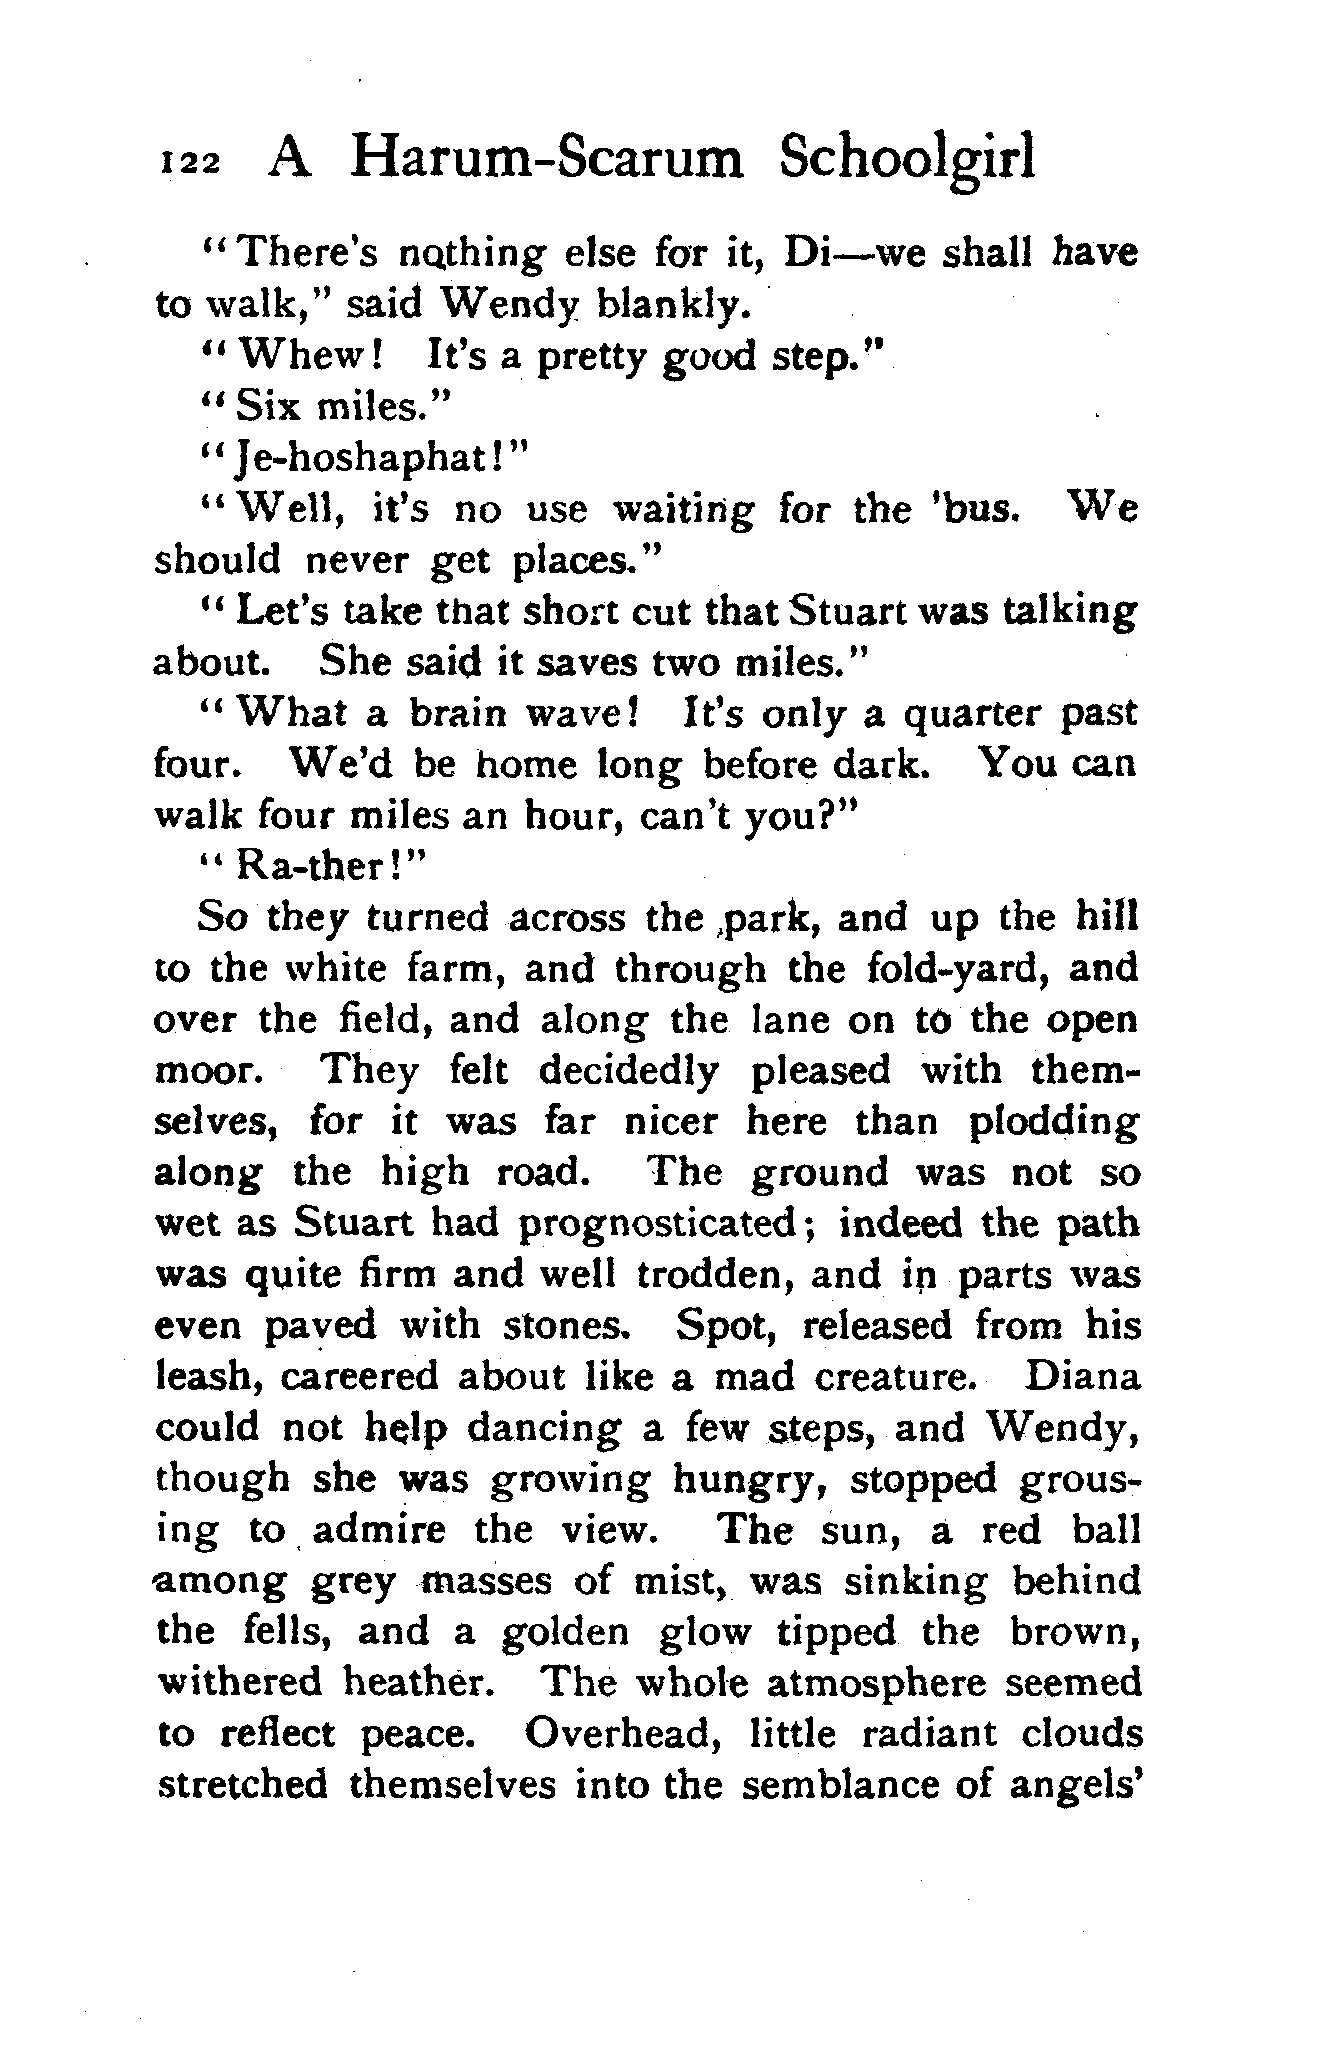 122 A Harum-Scarum Schoolgirl
"There's nothing else for it, Di—we shall have
to walk," said Wendy blankly.
"Whew! It's a pretty good step."
"Six miles."
"Je-hoshaphat!"
"Well, it's no use waiting for the 'bus. We
should never get places."
"Let's take that short cut that Stuart was talking
about. She said it saves two miles."
"What a brain wave! It's only a quarter past
four. We'd be home long before dark. You can
walk four miles an hour, can't you?"
"Ra-ther!"
So they turned across the park, and up the hill
to the white farm, and through the fold-yard, and
over the field, and along the lane on to the open
moor. They felt decidedly pleased with them-
selves, for it was far nicer here than plodding
along the high road. The ground was not so
wet as Stuart had prognosticated; indeed the path
was quite firm and well trodden, and in parts was
even paved with stones. Spot, released from his
leash, careered about like a mad creature. Diana
could not help dancing a few steps, and Wendy,
though she was growing hungry, stopped grous-
ing to admire the view. The sun, a red ball
among grey masses of mist, was sinking behind
the fells, and a golden glow tipped the brown,
withered heather. The whole atmosphere seemed
to reflect peace. Overhead, little radiant clouds
stretched themselves into the semblance of angels'